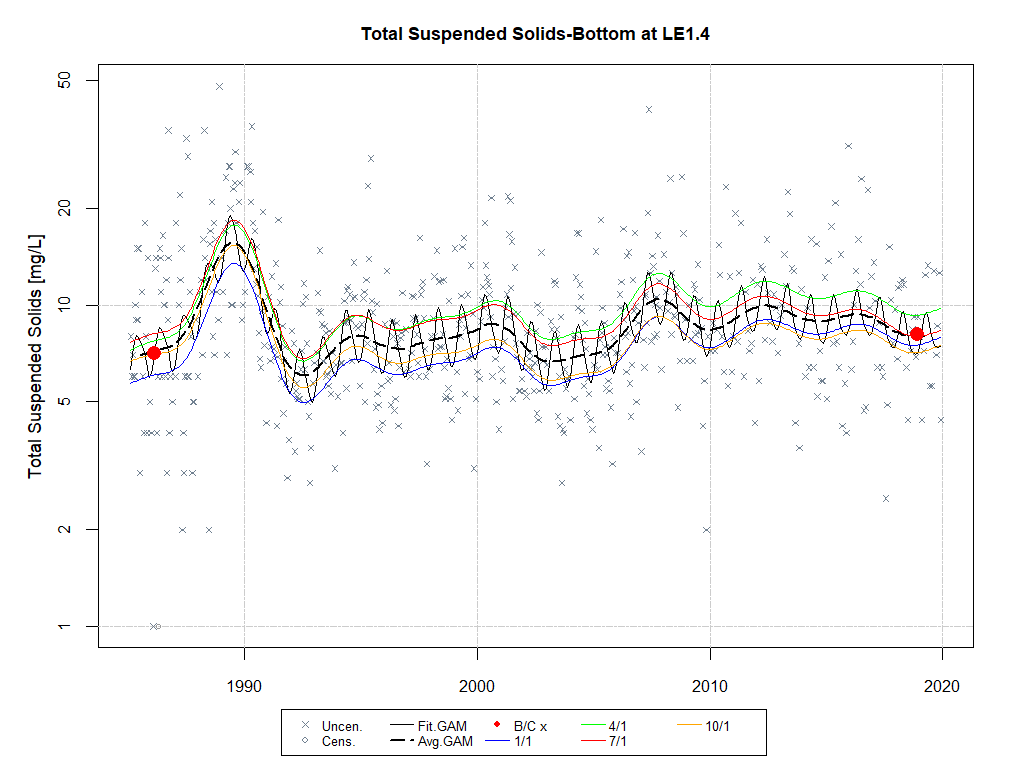 Total Suspended Solids-Bottom at LE1.4
Total Suspended Solids [mg/L]
50
20
10
5
2
1
1990
2000
2010
2020
Uncen.
Fit.GAM
B/C x
4/1
10/1
Cens.
Avg.GAM
1/1
7/1